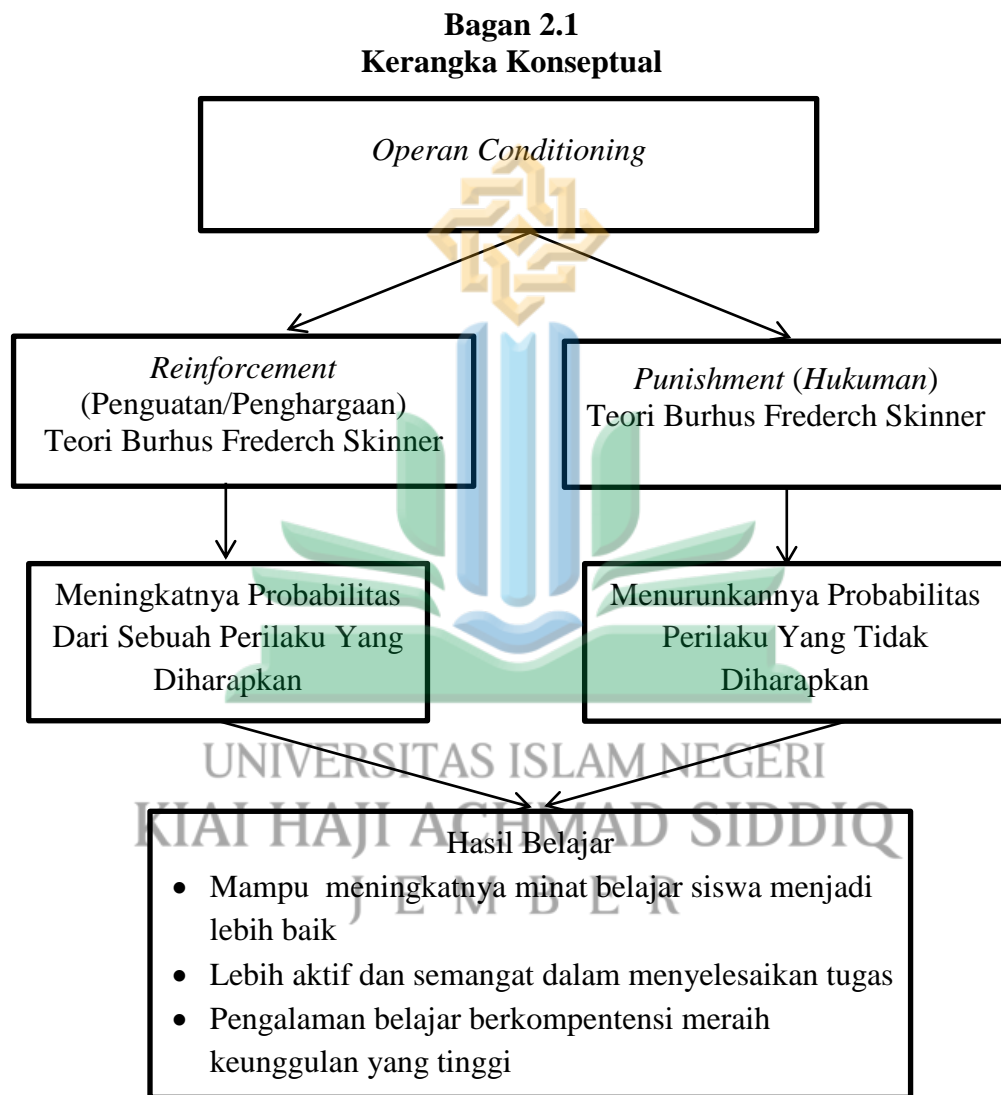 Bagan 2.1
Kerangka Konseptual
Operan Conditioning
Reinforcement
(Penguatan/Penghargaan)
Teori Burhus Frederch Skinner
Punishment (Hukuman)
Teori Burhus Frederch Skinner
Meningkatnya Probabilitas
Dari Sebuah Perilaku Yang
Diharapkan
Menurunkannya Probabilitas
Perilaku Yang Tidak
Diharapkan
UNIVERSITAS ISLAM NEGERI
KIAI HAJI ACHMAD SIDDIQ
JEMBER
Hasil Belajar
• Mampu meningkatnya minat belajar siswa menjadi
lebih baik
• Lebih aktif dan semangat dalam menyelesaikan tugas
• Pengalaman belajar berkompentensi meraih
keunggulan yang tinggi